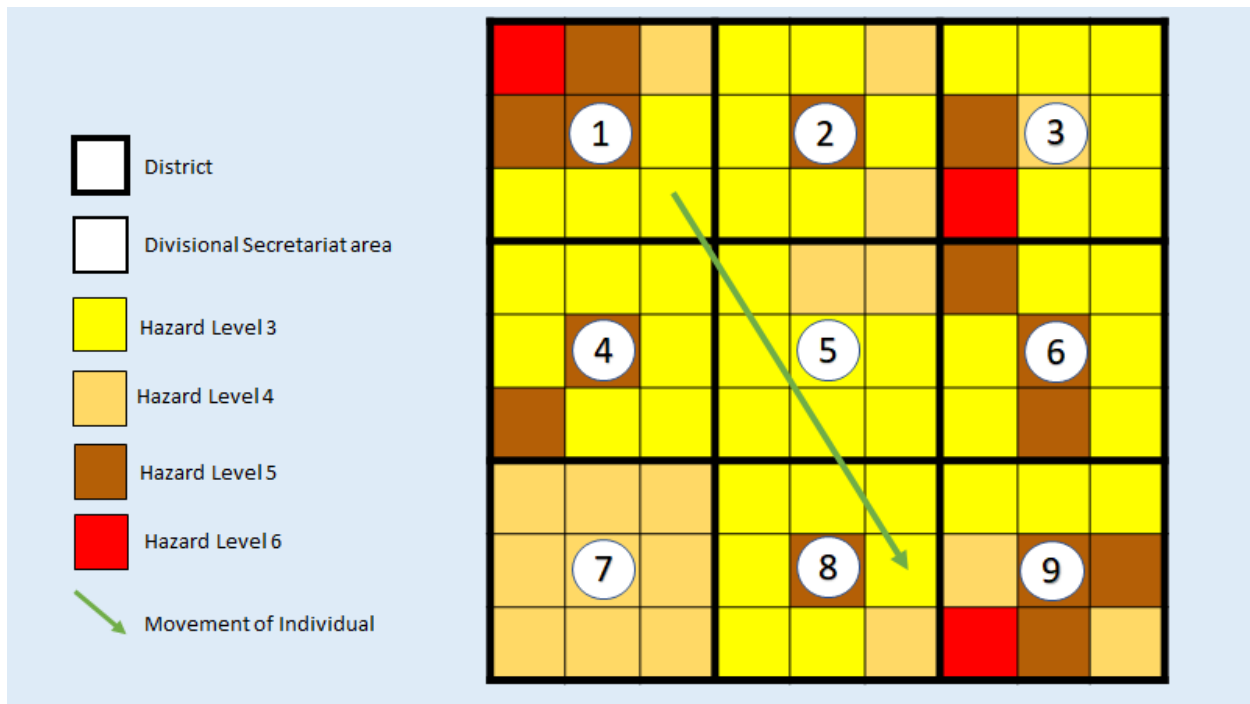 1
2
3
District
Divisional Secretariat area
Hazard Level 3
4
5
6
Hazard Level 4
Hazard Level 5
Hazard Level 6
7
8
9
Movement of Individual